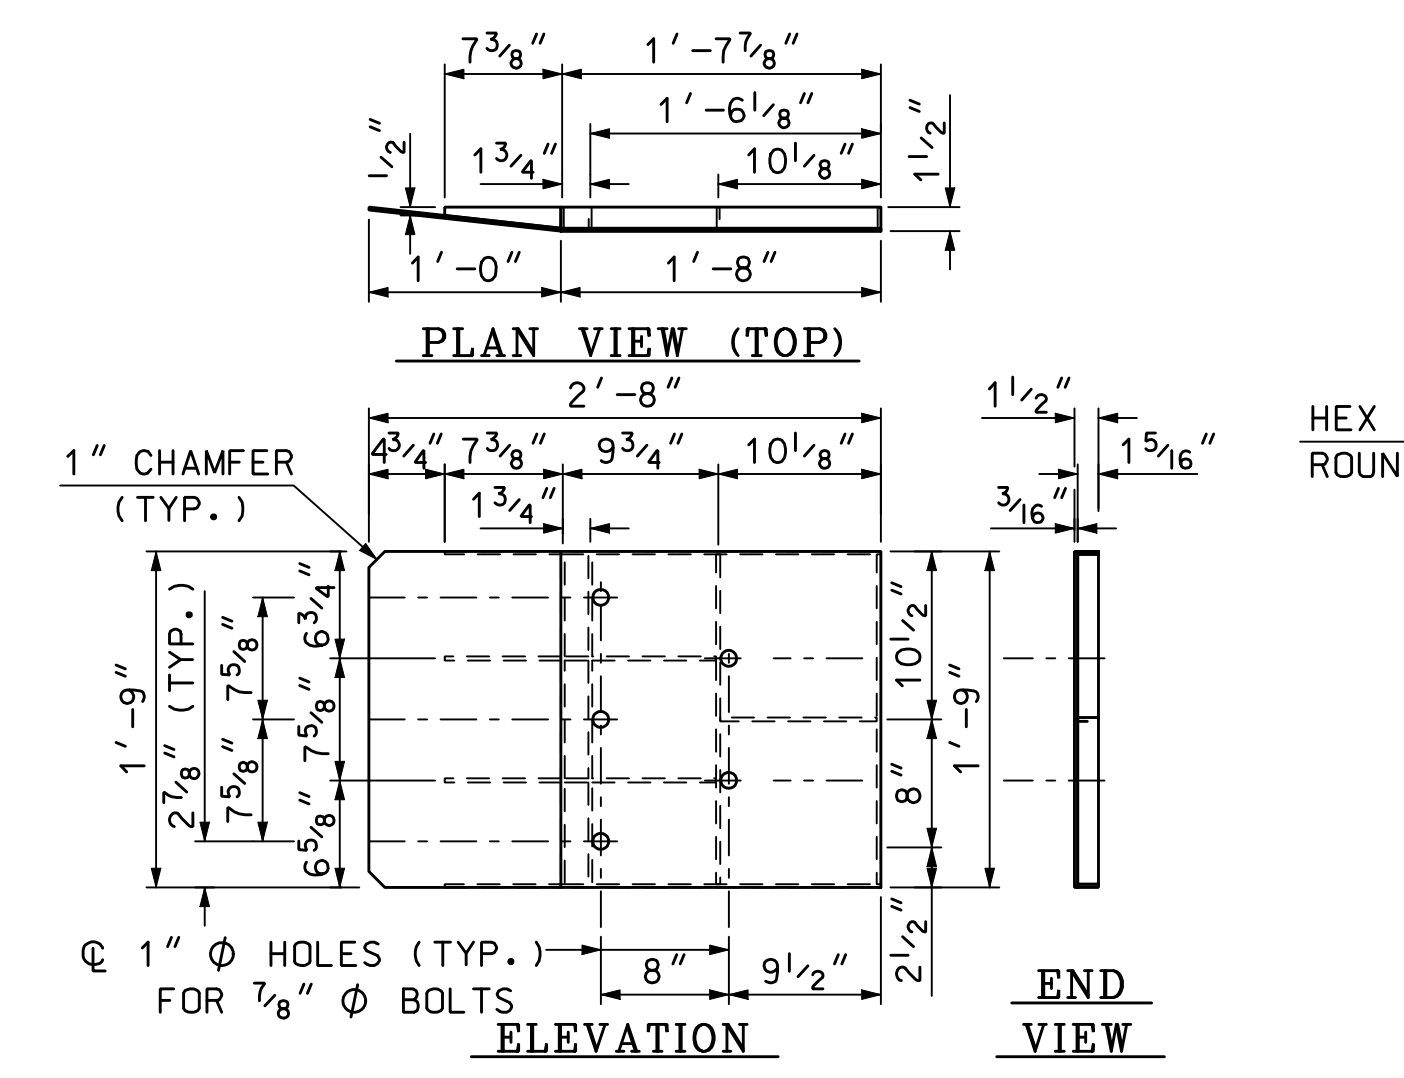 7 3/8" 1'-7 7/8"
1'-6 1/8"
1/2" 1 3/4" 10 1/8" 1 1/2"
1'-0" 1'-8"
PLAN VIEW (TOP)
2'-8" 1 1/2"
HEX
4 3/4" 7 3/8" 9 3/4" 10 1/8" 1 5/16"
1" CHAMFER
(TYP.)
ROUN
1 3/4" 3/16"
6 3/4"
7 5/8"
2 7/8" (TYP.)
1'-9"
7 5/8"
7 5/8"
6 5/8"
10 1/2"
1'-9"
8"
2 1/2"
℄ 1" Ø HOLES (TYP.)
FOR 7/8" Ø BOLTS
8" 9 1/2"
ELEVATION
END
VIEW